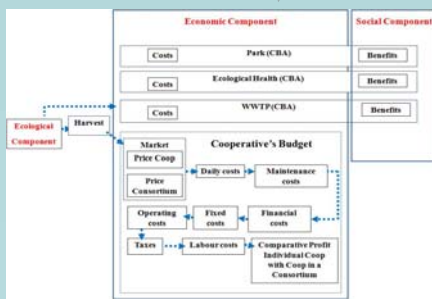 Economic Component
Social Component
Costs
Park (CBA)
Benefits
Costs
Ecological Health (CBA)
Benefits
Costs
WWTP (CBA)
Benefits
Ecological
Component
Harvest
Market
Price Coop
Price
Consortium
Cooperative's Budget
Daily costs
Maintenance
costs
Operating
costs
Fixed
costs
Financial
costs
Taxes
Labour costs
Comparative Profit
Individual Coop
with Coop in a
Consortium